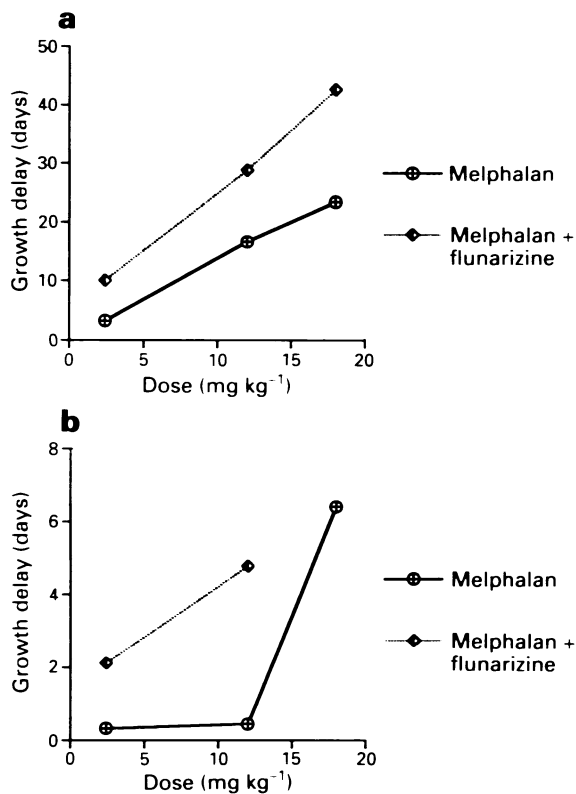 a
Growth delay (days)
50
40
30
20
10
0
0 5 10 15 20
Dose (mg kg⁻¹)
Melphalan
Melphalan +
flunarizine
b
Growth delay (days)
8
6
4
2
0
0 5 10 15 20
Dose (mg kg⁻¹)
Melphalan
Melphalan +
flunarizine